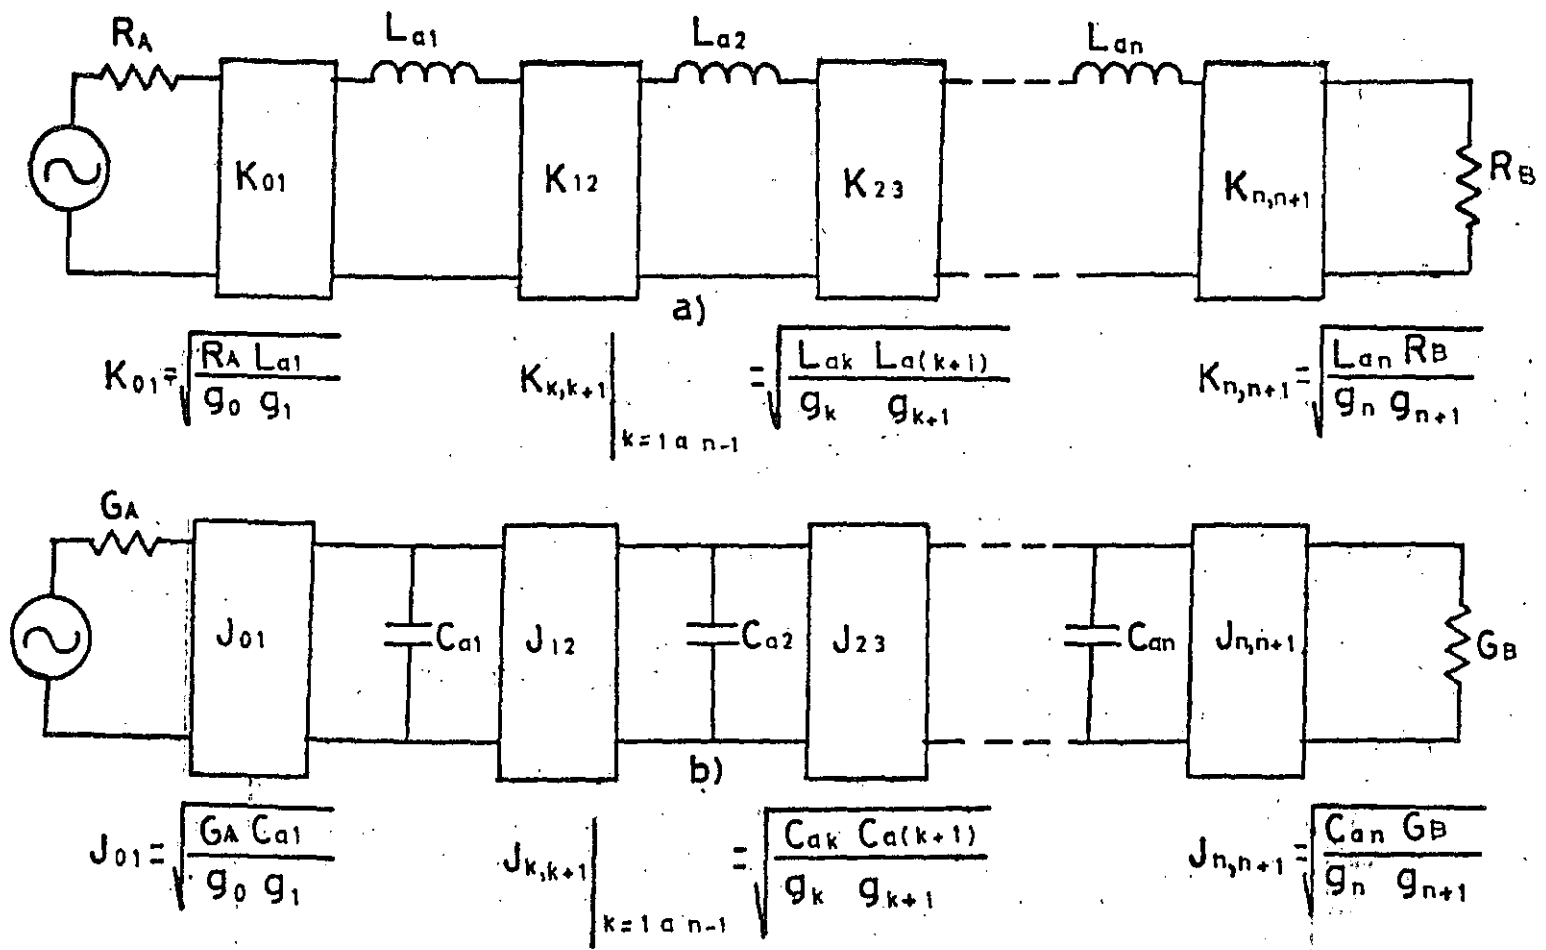 RA La1 La2 Lan
K01 K12 K23 Kn,n+1 RB
a)
K01 = √(RA La1 / g0 g1) Kk,k+1 | k=1 a n-1 = √(Lak La(k+1) / gk gk+1) Kn,n+1 = √(Lan RB / gn gn+1)
GA
J01 Ca1 J12 Ca2 J23 Can Jn,n+1 GB
b)
J01 = √(GA Ca1 / g0 g1) Jk,k+1 | k=1 a n-1 = √(Cak Ca(k+1) / gk gk+1) Jn,n+1 = √(Can GB / gn gn+1)